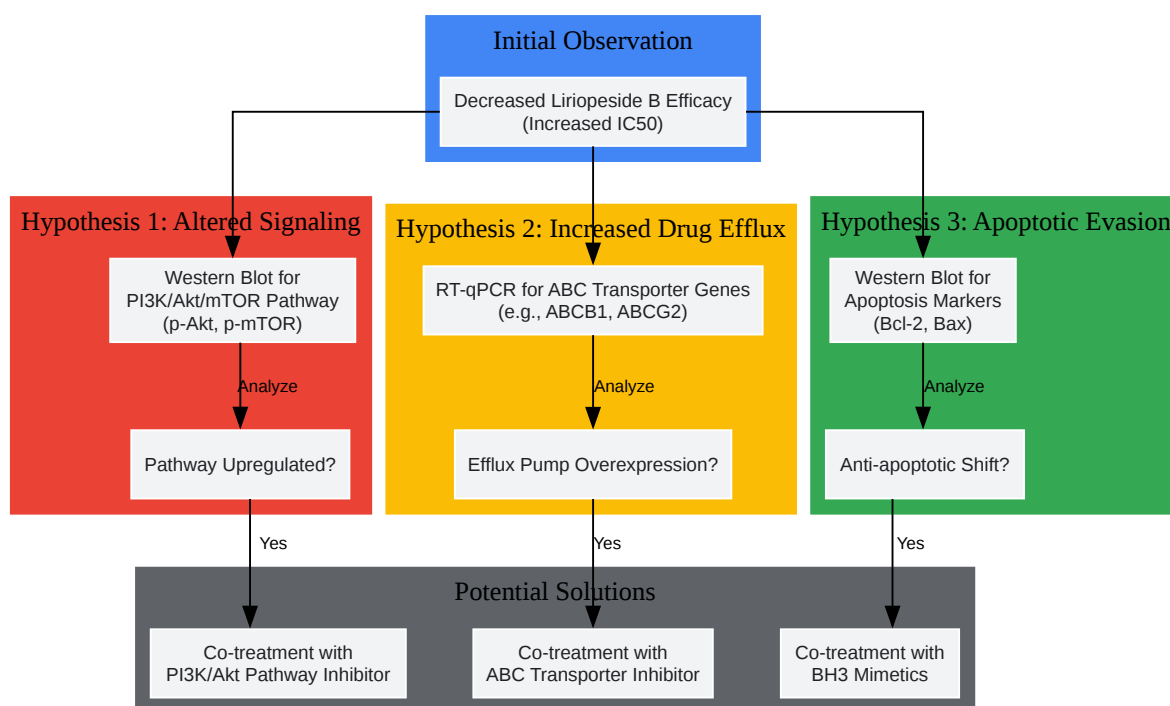 Initial Observation
Decreased Liriopeside B Efficacy
(Increased IC50)
Hypothesis 1: Altered Signaling
Western Blot for
PI3K/Akt/mTOR Pathway
(p-Akt, p-mTOR)
Analyze
Pathway Upregulated?
Yes
Hypothesis 2: Increased Drug Efflux
RT-qPCR for ABC Transporter Genes
(e.g., ABCB1, ABCG2)
Analyze
Efflux Pump Overexpression?
Yes
Hypothesis 3: Apoptotic Evasion
Western Blot for
Apoptosis Markers
(Bcl-2, Bax)
Analyze
Anti-apoptotic Shift?
Yes
Potential Solutions
Co-treatment with
PI3K/Akt Pathway Inhibitor
Co-treatment with
ABC Transporter Inhibitor
Co-treatment with
BH3 Mimetics